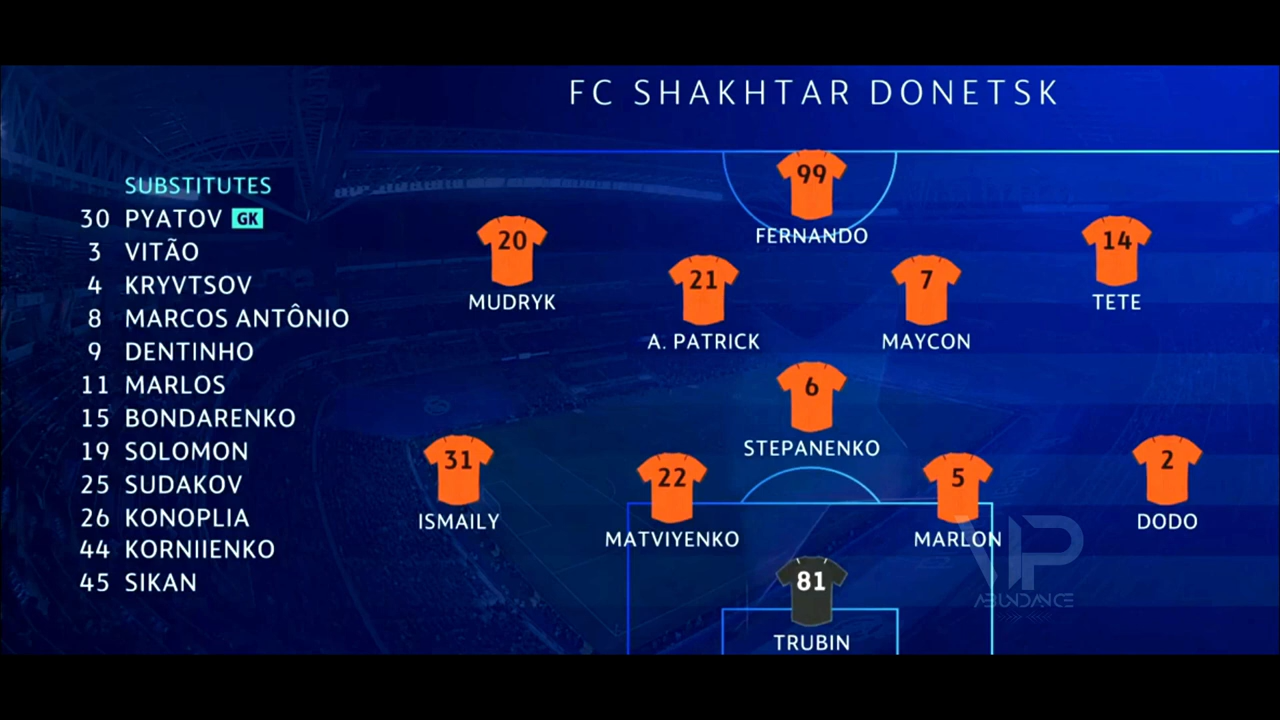 FC SHAKHTAR DONETSK
SUBSTITUTES
30 PYATOV GK
3 VITÃO
4 KRYVTSOV
8 MARCOS ANTÔNIO
9 DENTINHO
11 MARLOS
15 BONDARENKO
19 SOLOMON
25 SUDAKOV
26 KONOPLIA
44 KORNIIENKO
45 SIKAN
99
FERNANDO
20
MUDRYK
14
TETE
21
A. PATRICK
7
MAYCON
6
STEPANENKO
31
ISMAILY
22
MATVIYENKO
5
MARLON
2
DODO
81
TRUBIN
VIP
ABUNDANCE